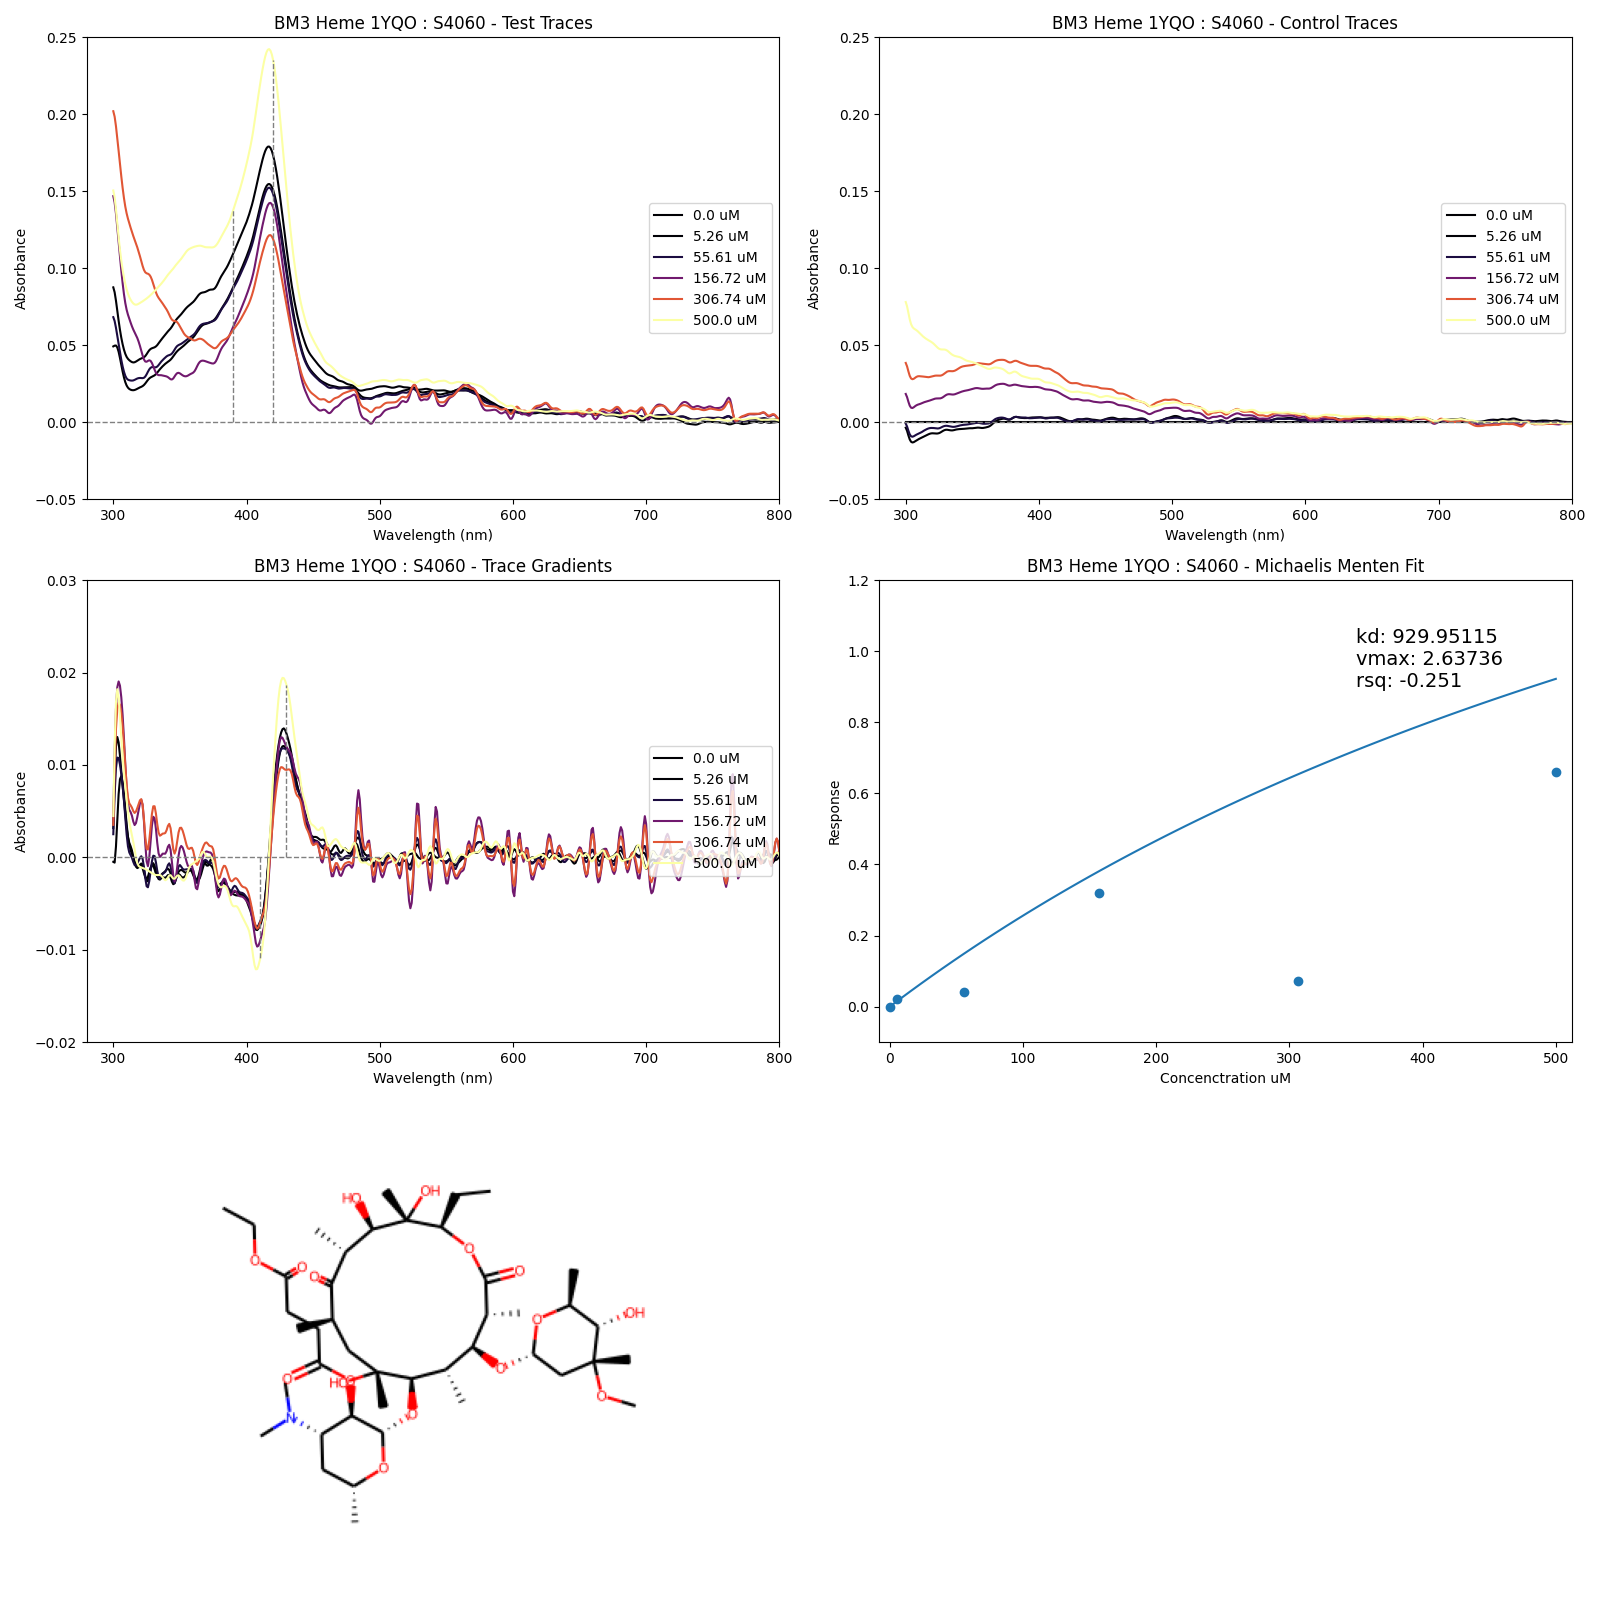 BM3 Heme 1YQO : S4060 - Test Traces
0.25
0.20
0.15
0.10
0.05
0.00
−0.05
Absorbance
300 400 500 600 700 800
Wavelength (nm)
0.0 uM
5.26 uM
55.61 uM
156.72 uM
306.74 uM
500.0 uM
BM3 Heme 1YQO : S4060 - Control Traces
0.25
0.20
0.15
0.10
0.05
0.00
−0.05
Absorbance
300 400 500 600 700 800
Wavelength (nm)
0.0 uM
5.26 uM
55.61 uM
156.72 uM
306.74 uM
500.0 uM
BM3 Heme 1YQO : S4060 - Trace Gradients
0.03
0.02
0.01
0.00
−0.01
−0.02
Absorbance
300 400 500 600 700 800
Wavelength (nm)
0.0 uM
5.26 uM
55.61 uM
156.72 uM
306.74 uM
500.0 uM
BM3 Heme 1YQO : S4060 - Michaelis Menten Fit
1.2
1.0
0.8
0.6
0.4
0.2
0.0
Response
kd: 929.95115
vmax: 2.63736
rsq: -0.251
0 100 200 300 400 500
Concenctration uM
HO OH
O O O O
O
O OH
O
O
O
HO
O
N
O
O